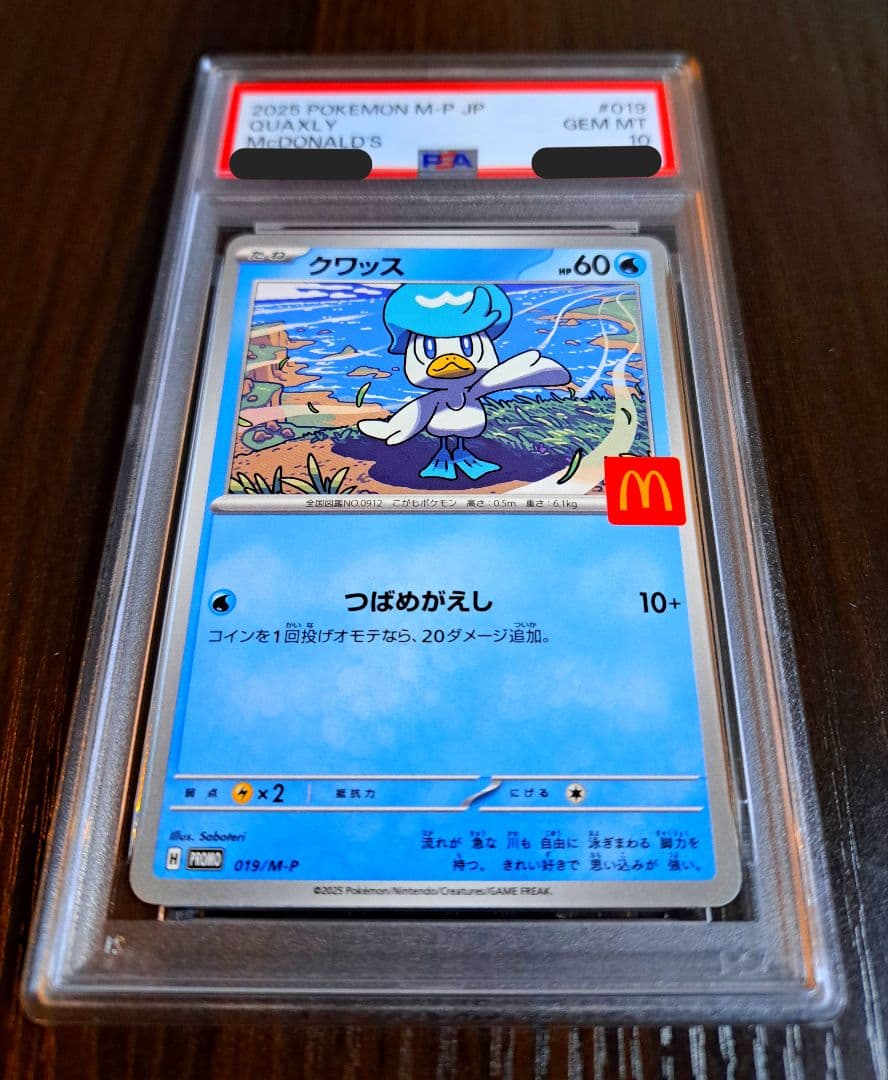 2025 POKEMON M-P JP #019
QUAXLY GEM MT
McDONALD'S 10
PSA
たね クワッス HP 60
全国図鑑NO.0912 こがもポケモン 高さ:0.5m 重さ:6.1kg
M
つばめがえし 10+
コインを1回投げオモテなら、20ダメージ追加。
弱点 ×2 抵抗力 にげる
Illus. Saboteri
流れが 急な 川も 自由に 泳ぎまわる 脚力を
持つ。 きれい好きで 思い込みが 強い。
H PROMO 019/M-P
©2025 Pokémon/Nintendo/Creatures/GAME FREAK.